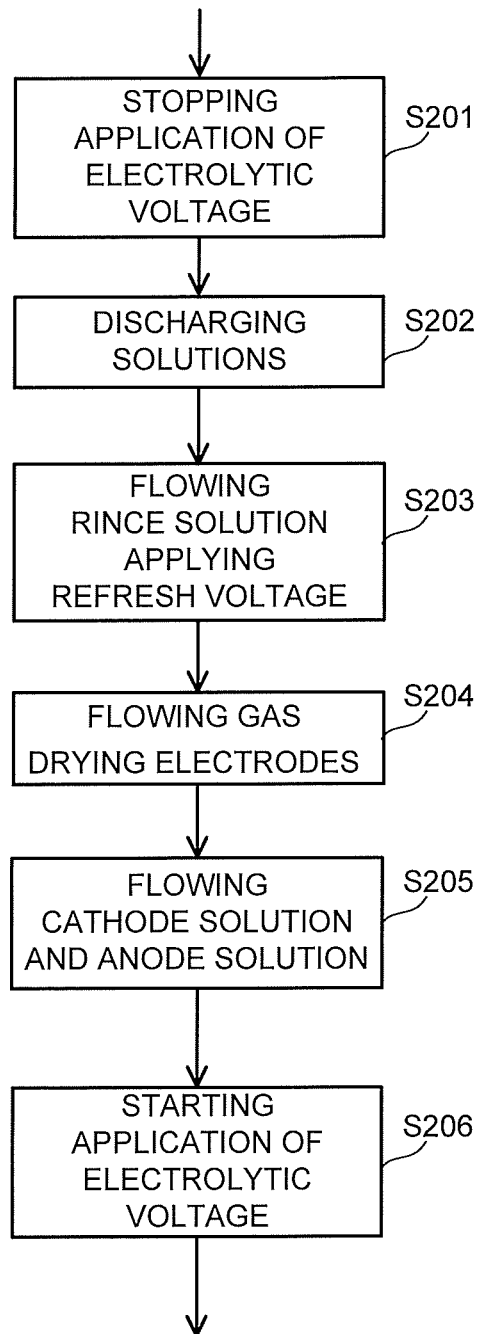 STOPPING
APPLICATION OF
ELECTROLYTIC
VOLTAGE
S201
DISCHARGING
SOLUTIONS
S202
FLOWING
RINCE SOLUTION
APPLYING
REFRESH VOLTAGE
S203
FLOWING GAS
DRYING ELECTRODES
S204
FLOWING
CATHODE SOLUTION
AND ANODE SOLUTION
S205
STARTING
APPLICATION OF
ELECTROLYTIC
VOLTAGE
S206